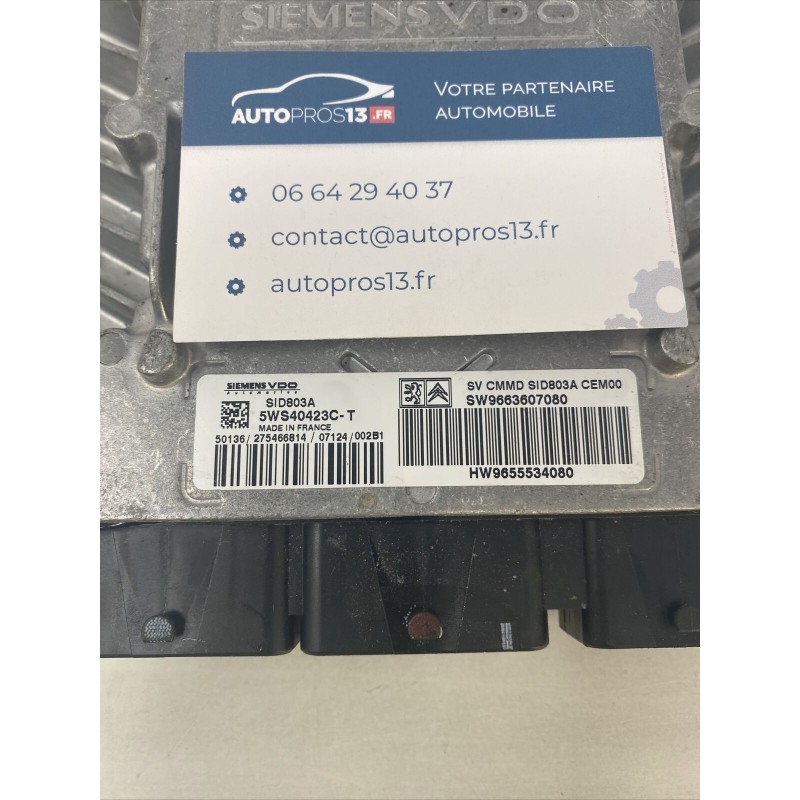 SIEMENS VDO
AUTOPROS13.FR
VOTRE PARTENAIRE
AUTOMOBILE
06 64 29 40 37
contact@autopros13.fr
autopros13.fr
SIEMENS VDO
Automotive
SID803A
5WS40423C-T
MADE IN FRANCE
50136/275466814/07124/002B1
SV CMMD SID803A CEM00
SW9663607080
HW9655534080